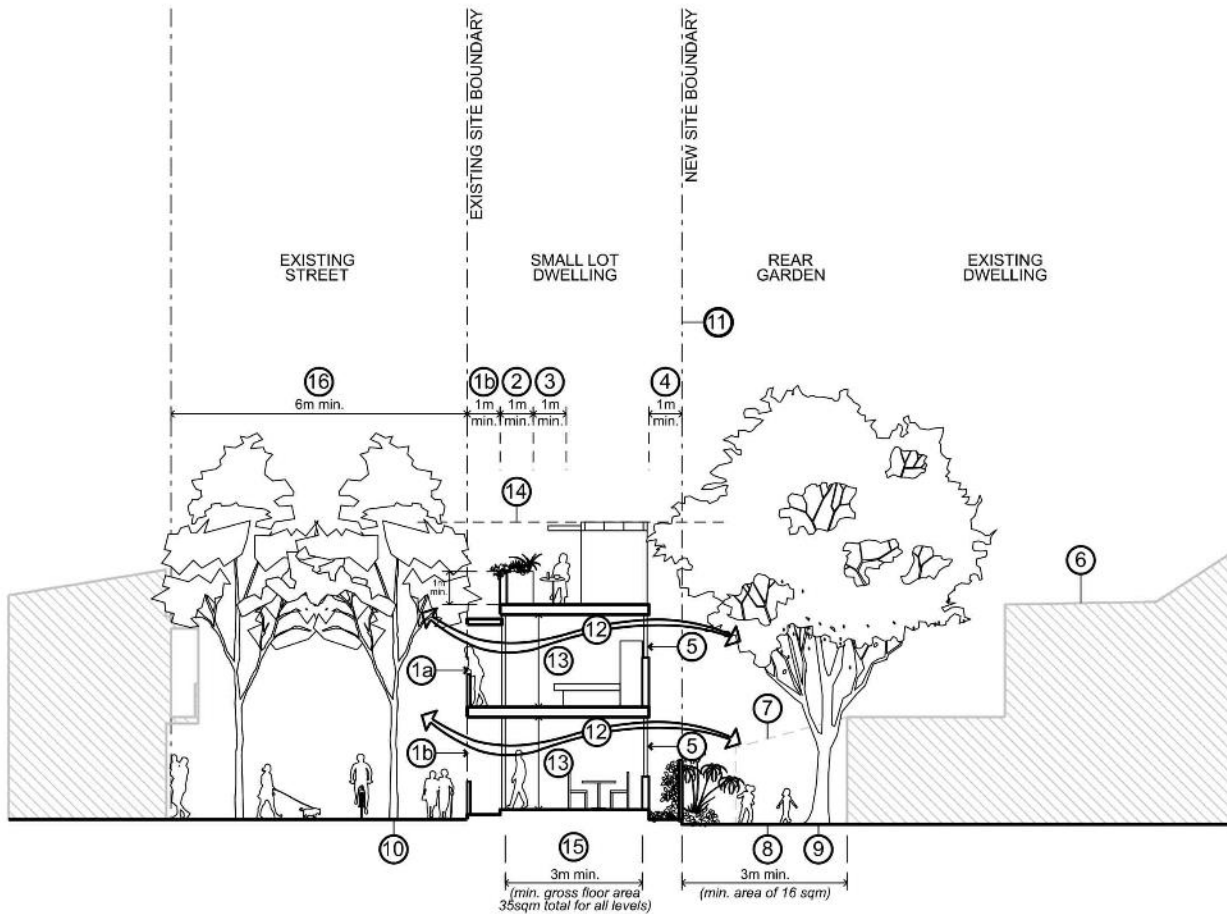 EXISTING SITE BOUNDARY
NEW SITE BOUNDARY
EXISTING
STREET
SMALL LOT
DWELLING
REAR
GARDEN
EXISTING
DWELLING
11
16
1b
2
3
4
6m min.
1m
min.
1m
min.
1m
min.
1m
min.
14
1m
min.
6
12
13
5
1a
7
12
1b
13
5
10
15
8
9
3m min.
3m min.
(min. gross floor area
35sqm total for all levels)
(min. area of 16 sqm)